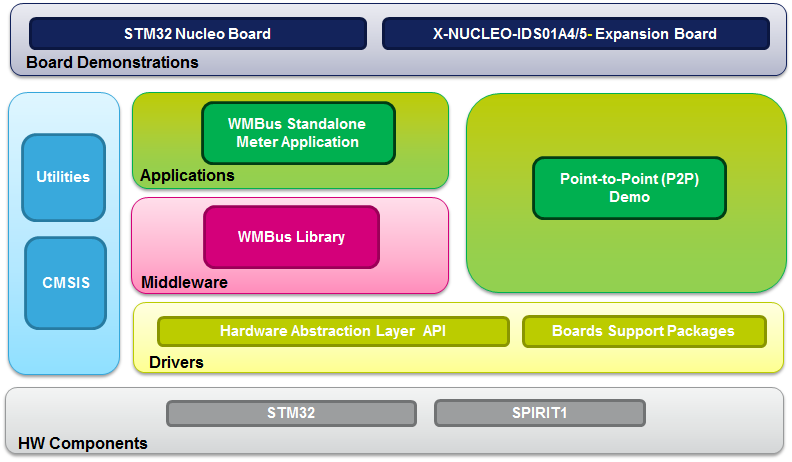 STM32 Nucleo Board
X-NUCLEO-IDS01A4/5- Expansion Board
Board Demonstrations
Utilities
CMSIS
WMBus Standalone
Meter Application
Applications
Point-to-Point (P2P)
Demo
WMBus Library
Middleware
Hardware Abstraction Layer API
Boards Support Packages
Drivers
STM32
SPIRIT1
HW Components